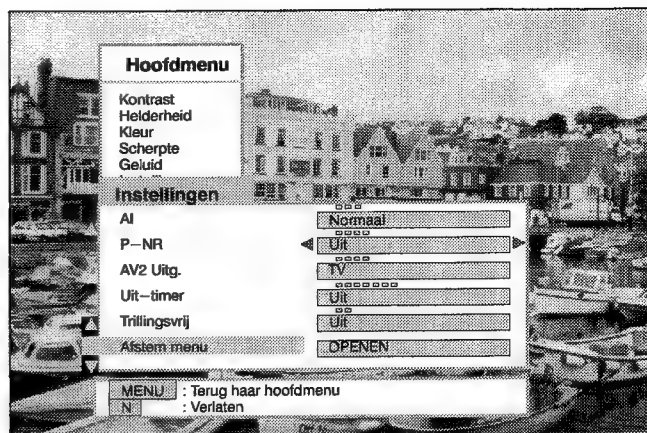 Hoofdmenu
Kontrast
Helderheid
Kleur
Scherpte
Geluid
Instellingen
AI Normaal
P-NR Uit
AV2 Uitg. TV
Uit-timer Uit
Trillingsvrij Uit
Afstem menu OPENEN
MENU : Terug haar hoofdmenu
N : Verlaten